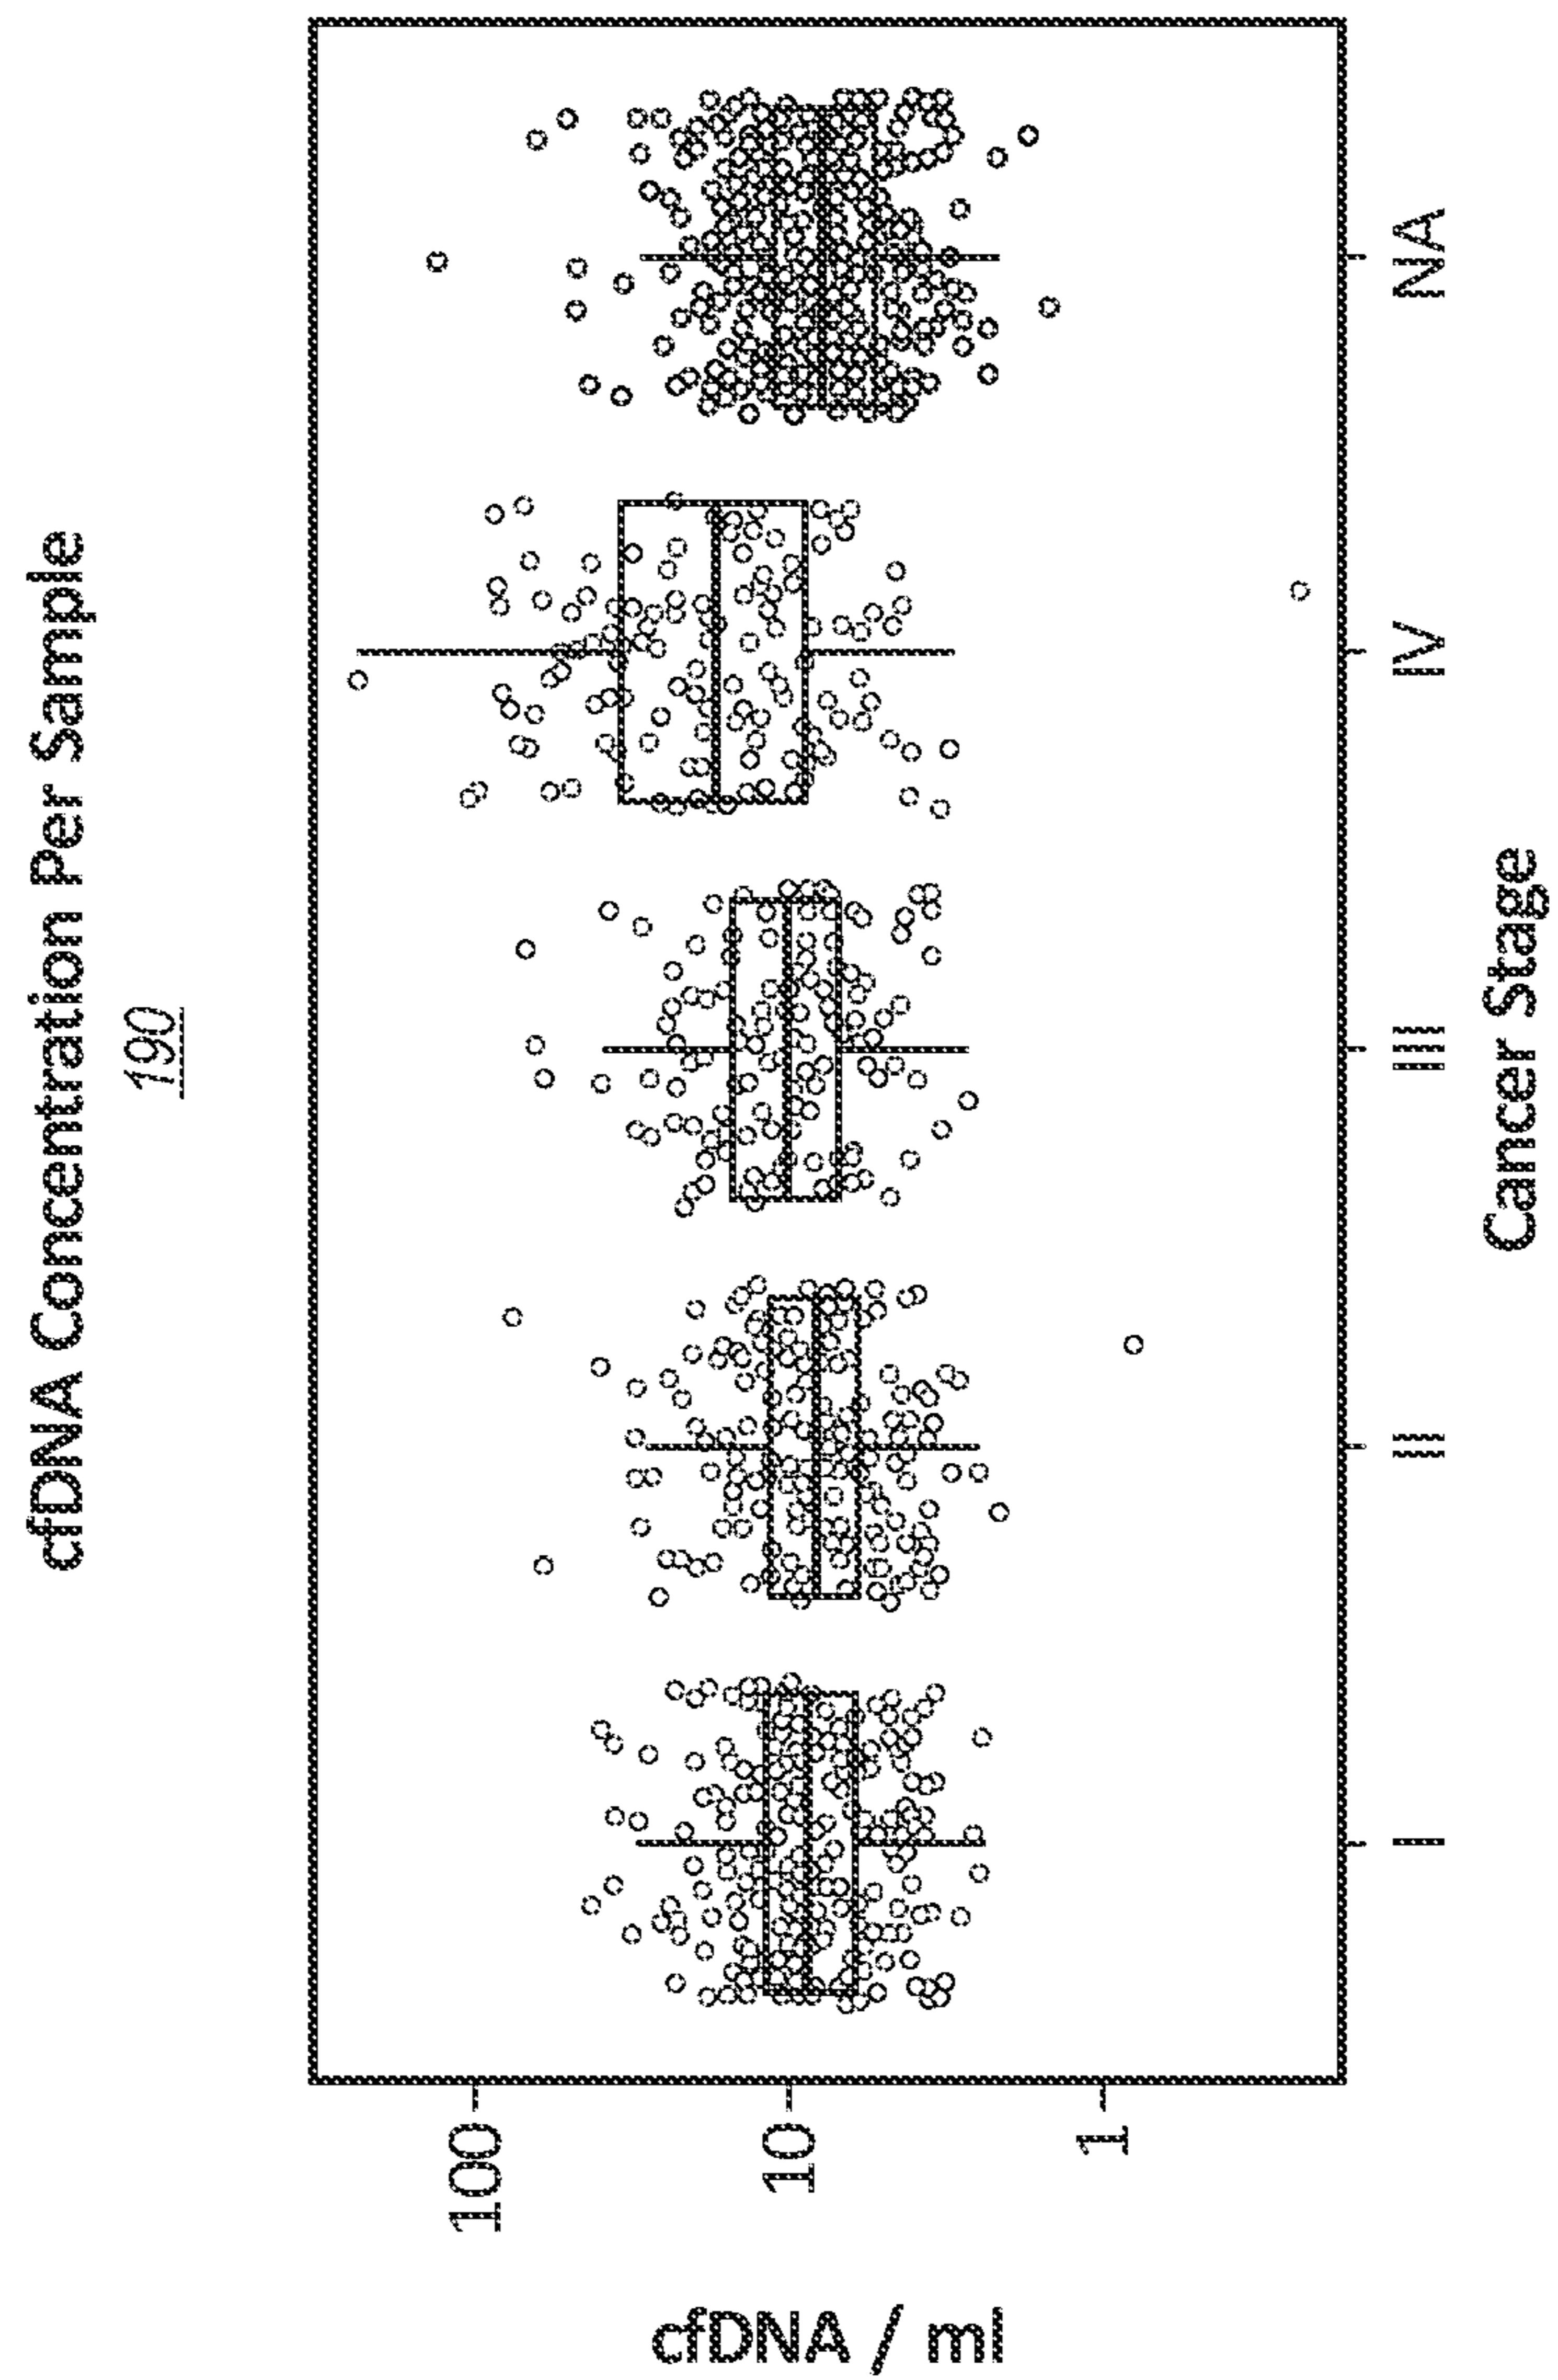 cfDNA Concentration Per Sample
190
cfDNA / ml
100
10
1
I
II
III
IV
NA
Cancer Stage